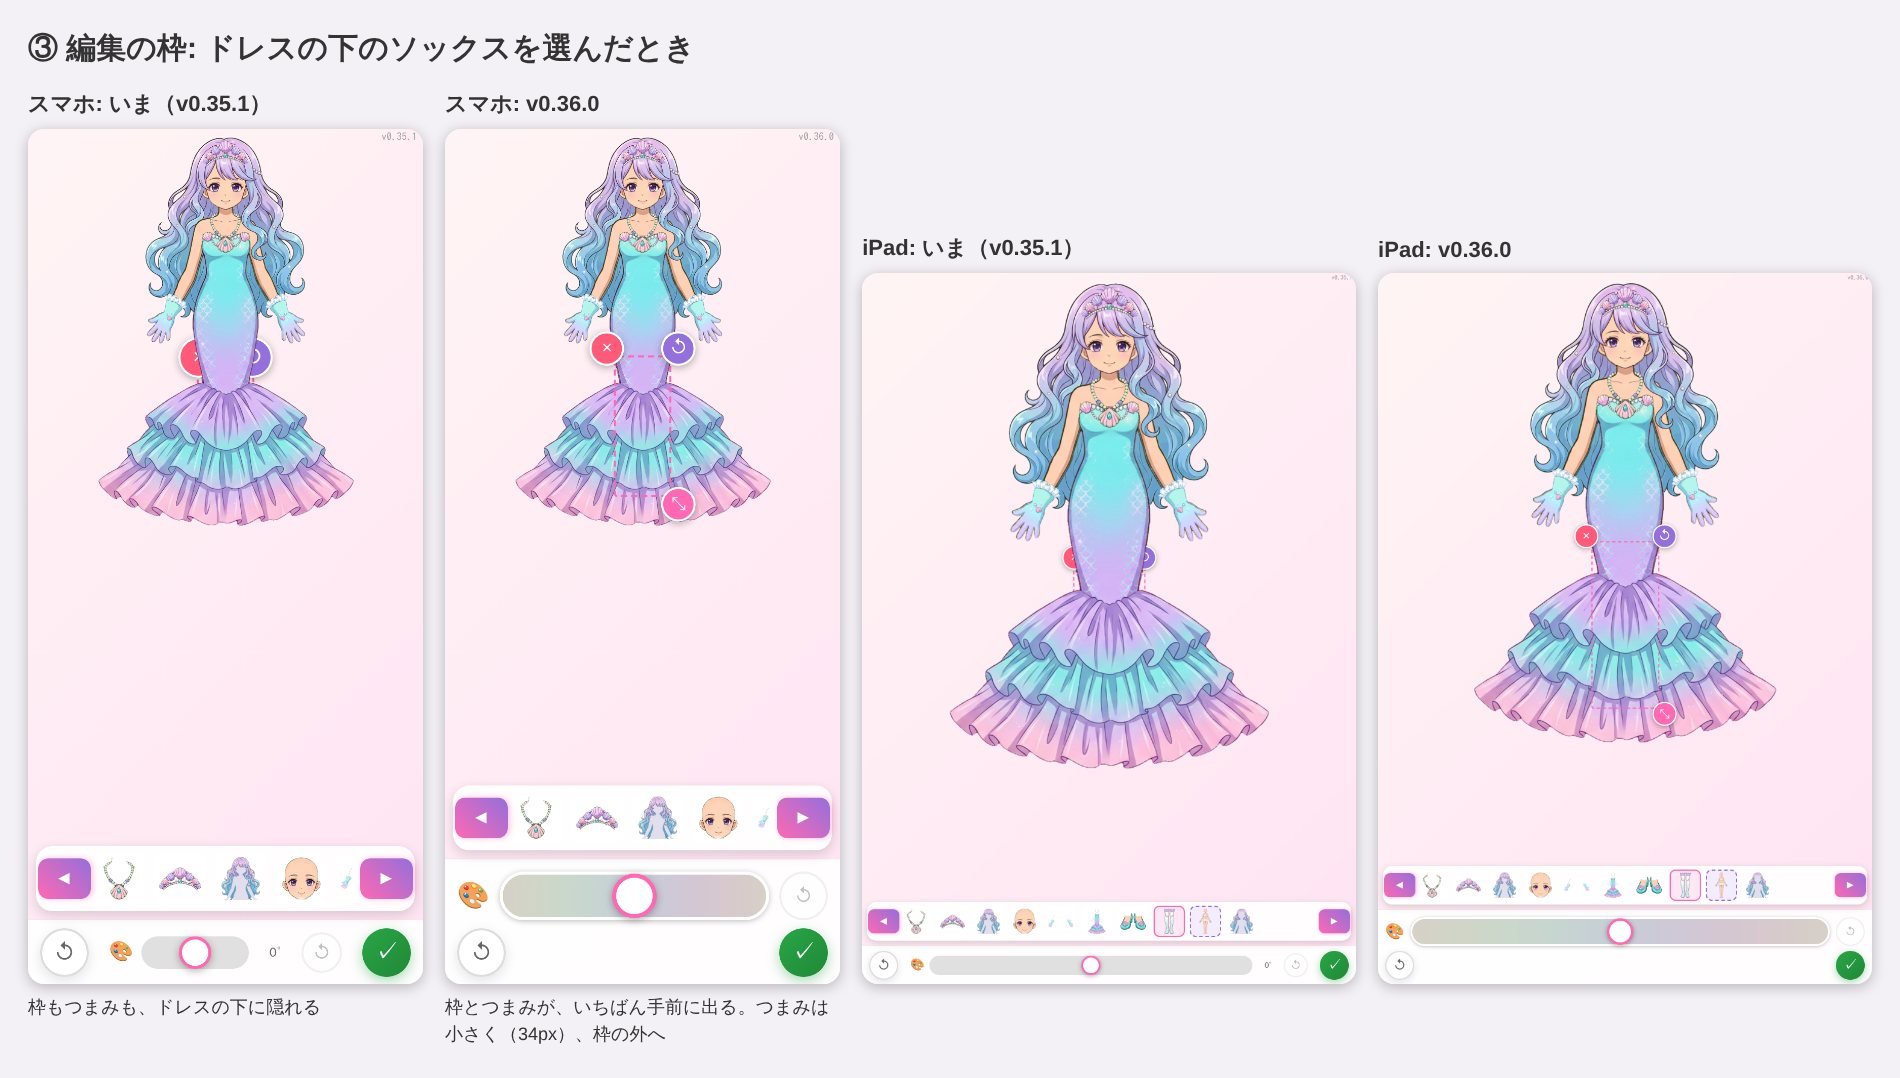 ③ 編集の枠: ドレスの下のソックスを選んだとき
スマホ: いま（v0.35.1）
スマホ: v0.36.0
iPad: いま（v0.35.1）
iPad: v0.36.0
v0.35.1
v0.36.0
0°
0°
枠もつまみも、ドレスの下に隠れる
枠とつまみが、いちばん手前に出る。つまみは
小さく（34px）、枠の外へ